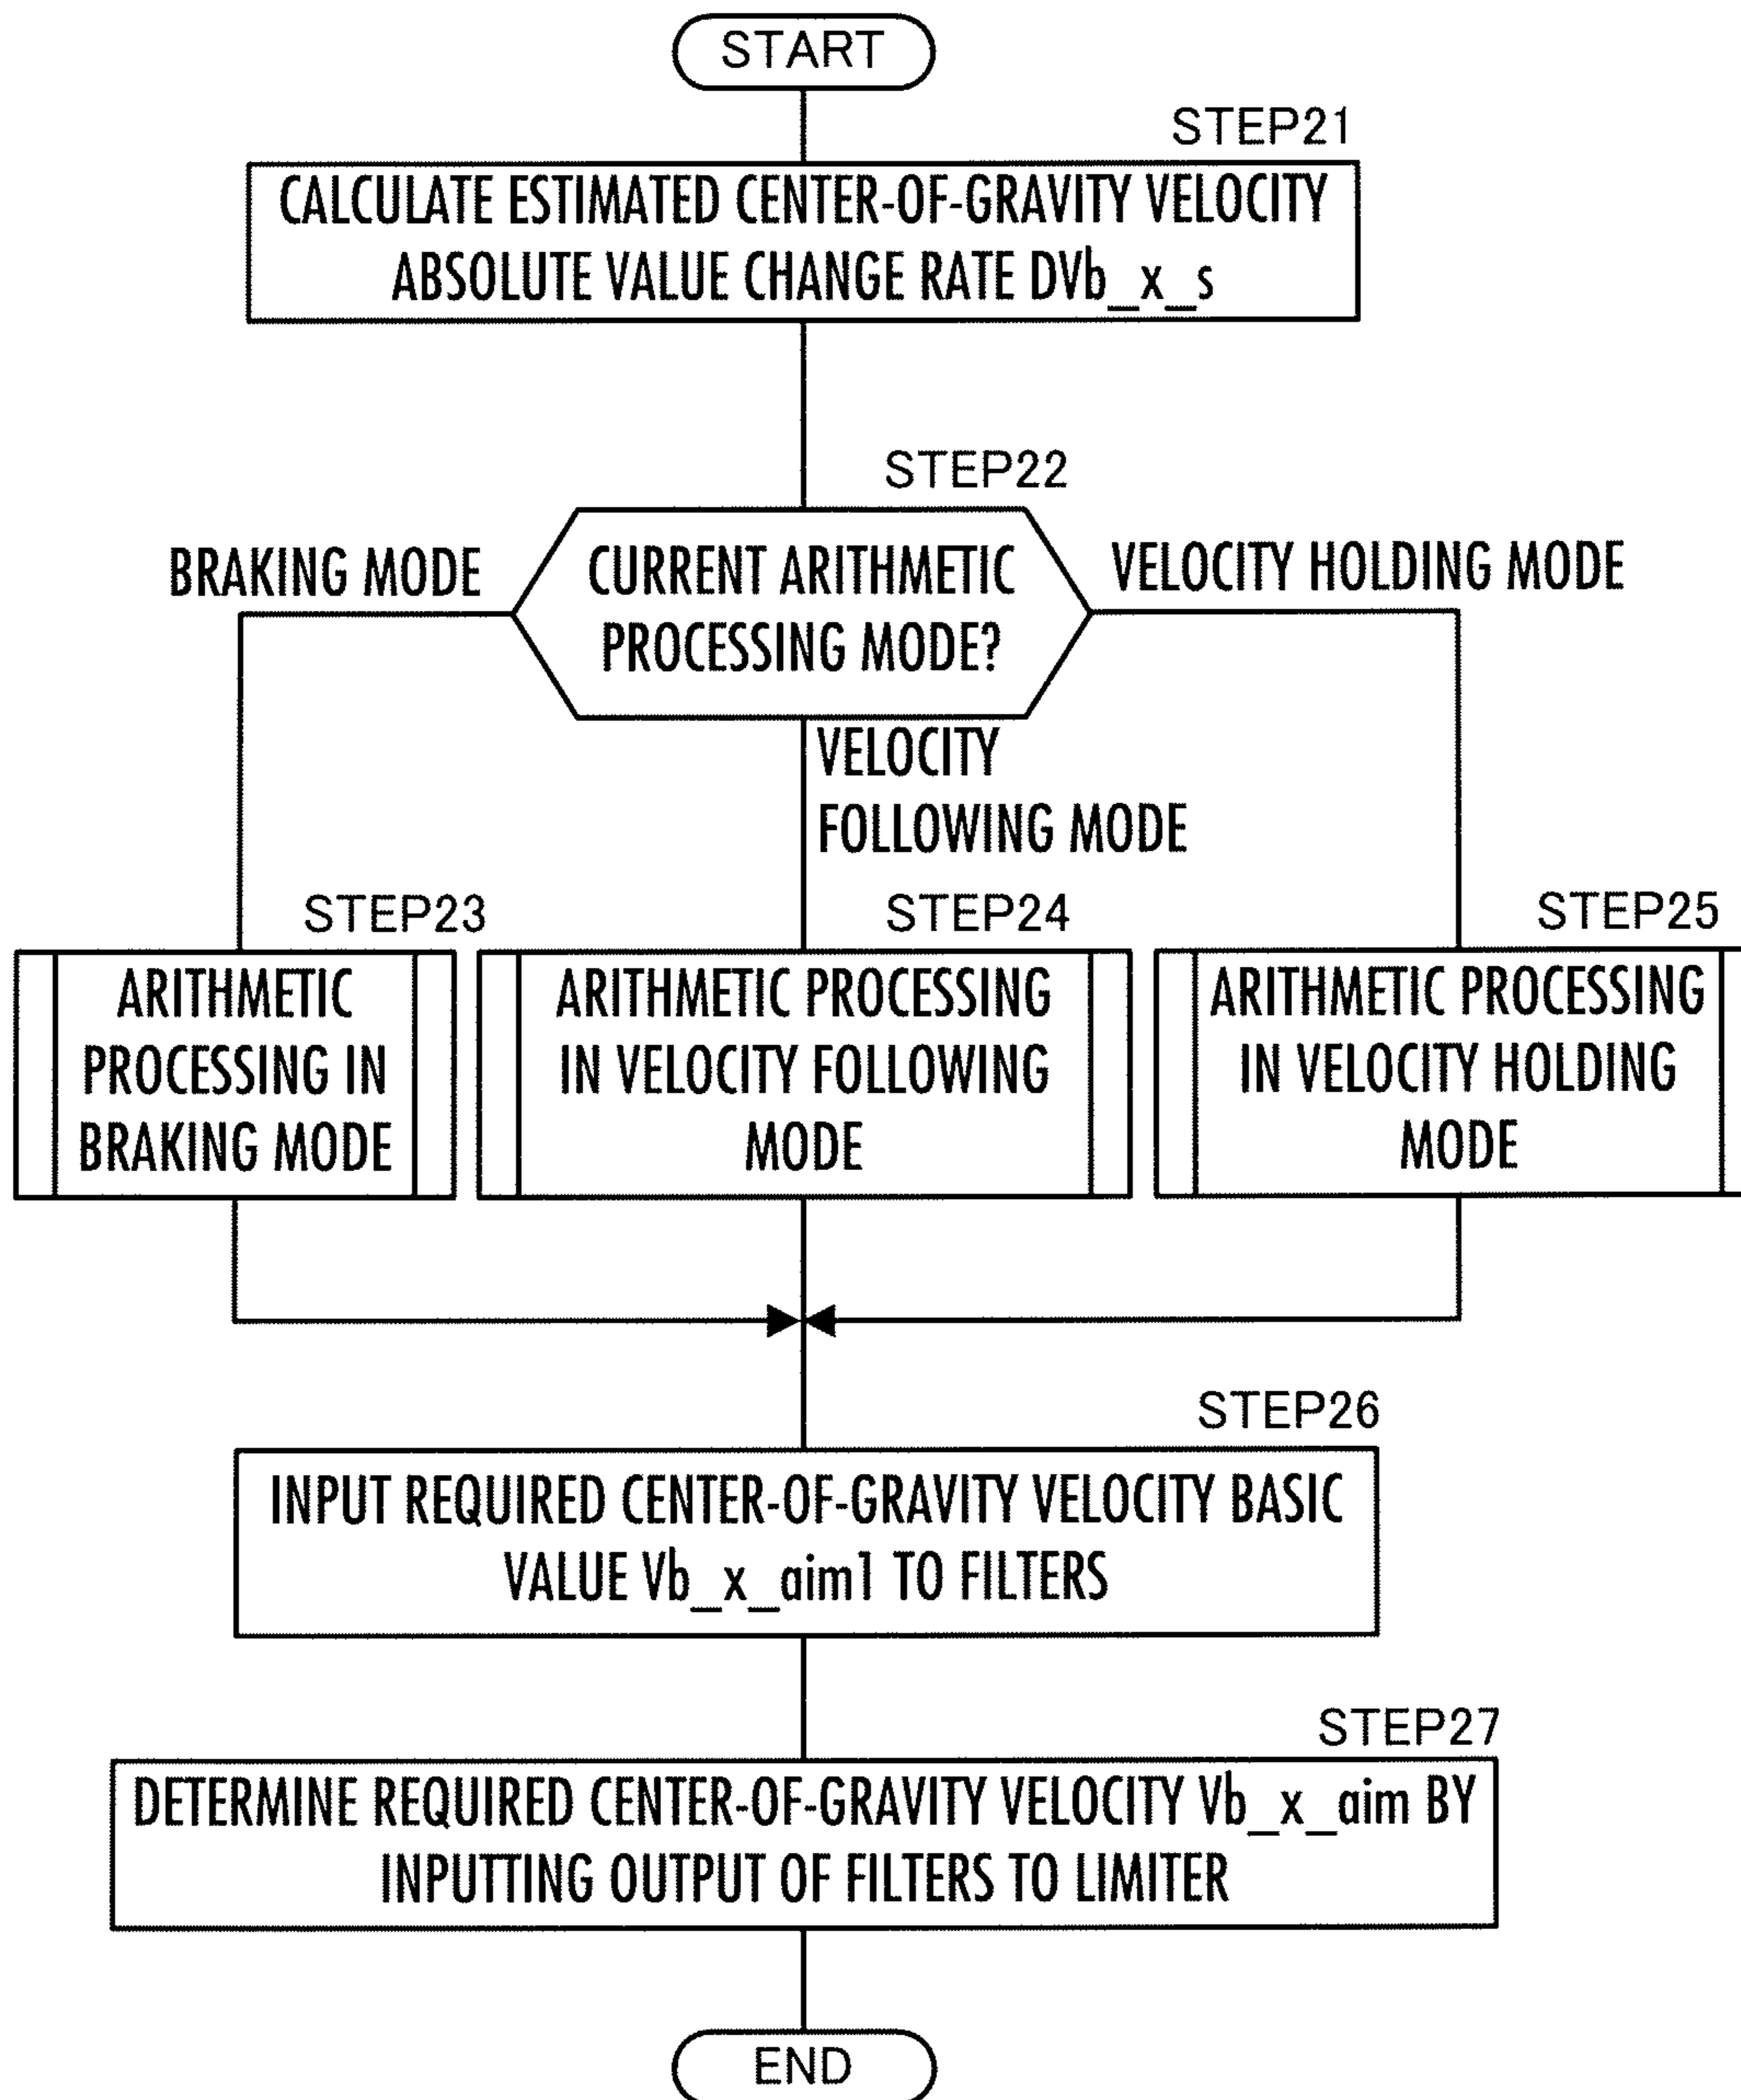 START
STEP21
CALCULATE ESTIMATED CENTER-OF-GRAVITY VELOCITY
ABSOLUTE VALUE CHANGE RATE DVb_x_s
STEP22
CURRENT ARITHMETIC
PROCESSING MODE?
BRAKING MODE
VELOCITY
FOLLOWING MODE
VELOCITY HOLDING MODE
STEP23
ARITHMETIC
PROCESSING IN
BRAKING MODE
STEP24
ARITHMETIC PROCESSING
IN VELOCITY FOLLOWING
MODE
STEP25
ARITHMETIC PROCESSING
IN VELOCITY HOLDING
MODE
STEP26
INPUT REQUIRED CENTER-OF-GRAVITY VELOCITY BASIC
VALUE Vb_x_aim1 TO FILTERS
STEP27
DETERMINE REQUIRED CENTER-OF-GRAVITY VELOCITY Vb_x_aim BY
INPUTTING OUTPUT OF FILTERS TO LIMITER
END